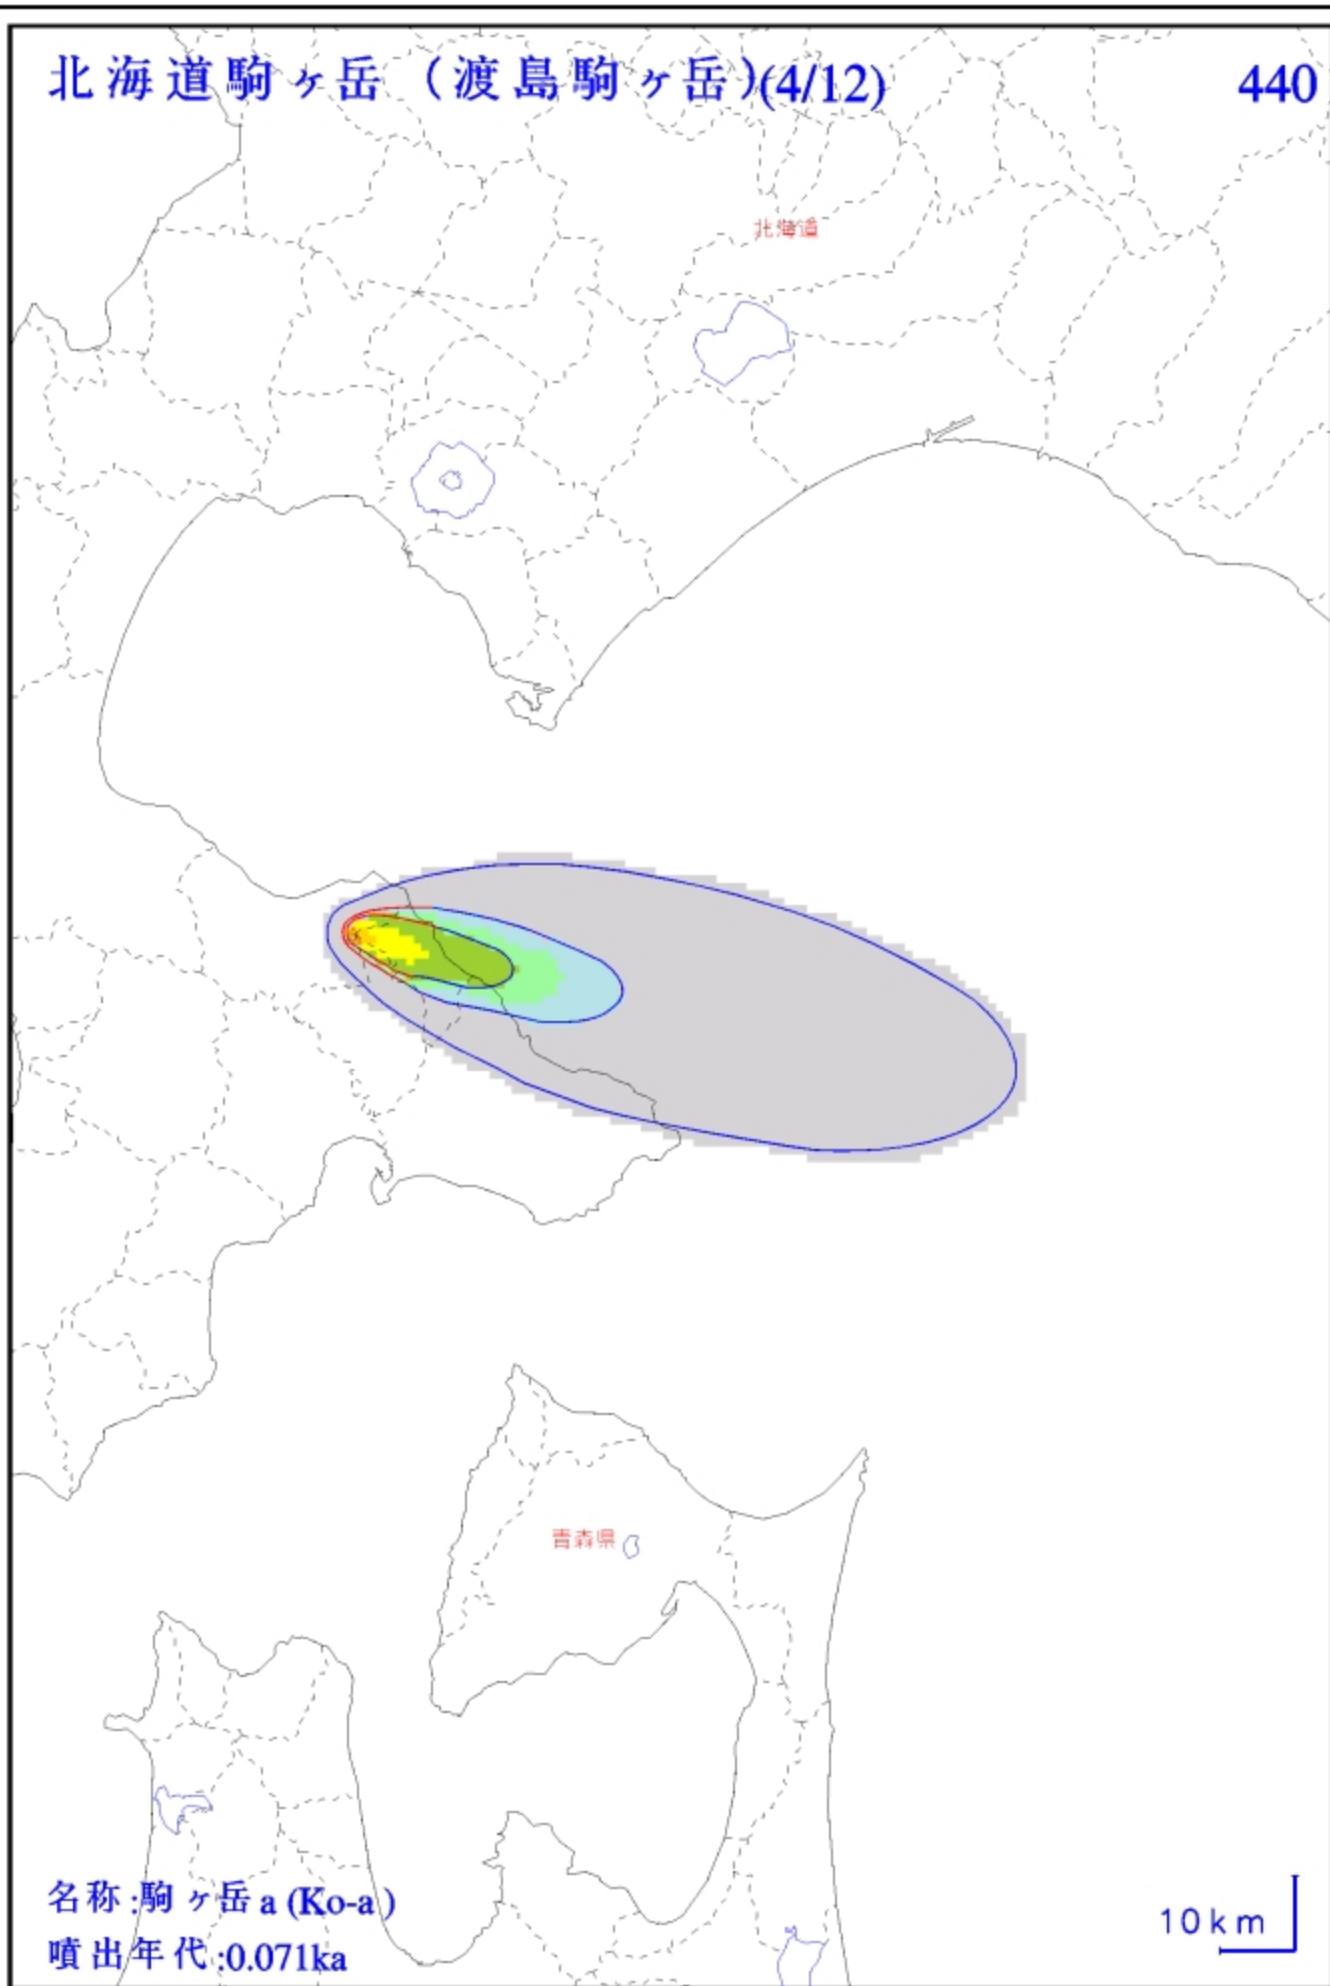 北海道駒ヶ岳（渡島駒ヶ岳）(4/12)
440
北海道
青森県
名称:駒ヶ岳 a (Ko-a )
噴出年代:0.071ka
10km